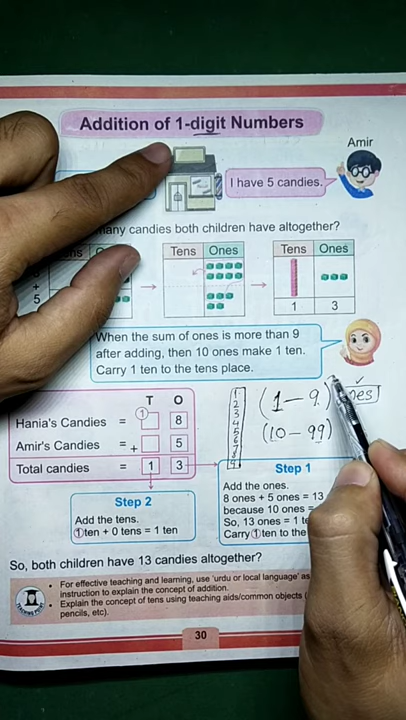 Addition of 1-digit Numbers
Amir
I have 5 candies.
many candies both children have altogether?
Tens Ones
Tens Ones
+
5
1 3
When the sum of ones is more than 9
after adding, then 10 ones make 1 ten.
Carry 1 ten to the tens place.
1
2
3
4
5
6
7
8
9
(1 – 9)
(10 – 99)
T O
1
Hania's Candies = 8
Amir's Candies = + 5
Total candies = 1 3
Step 2
Add the tens.
1 ten + 0 tens = 1 ten
Step 1
Add the ones.
8 ones + 5 ones = 13
because 10 ones =
So, 13 ones = 1
Carry 1 ten to the
So, both children have 13 candies altogether?
TEACHING POINT
• For effective teaching and learning, use 'urdu or local language' as
instruction to explain the concept of addition.
• Explain the concept of tens using teaching aids/common objects (
pencils, etc).
30